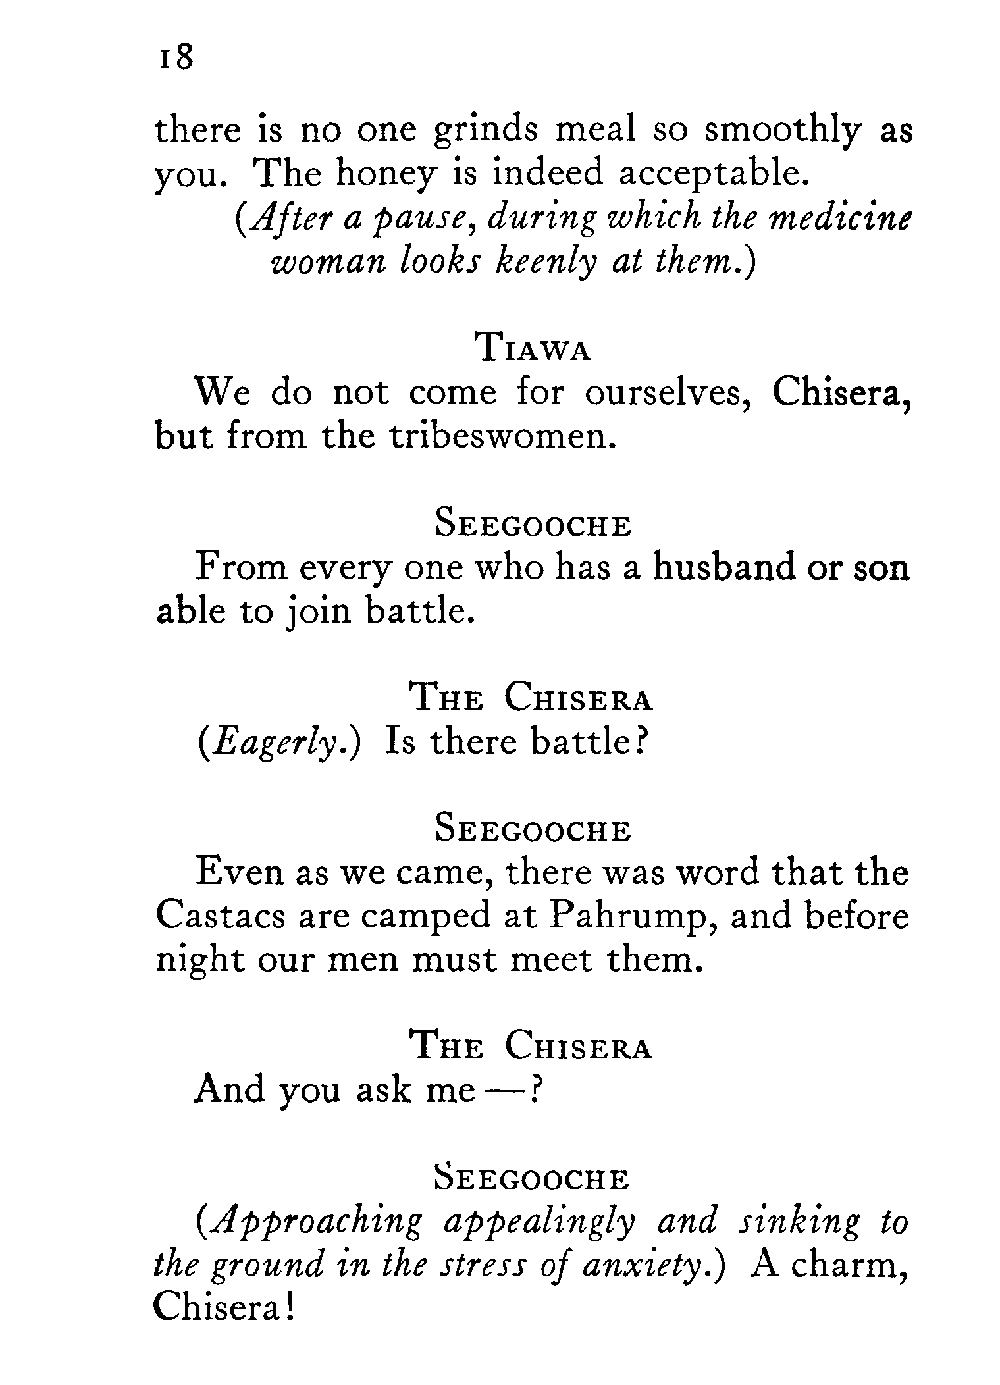 18
there is no one grinds meal so smoothly as
you. The honey is indeed acceptable.
(After a pause, during which the medicine
woman looks keenly at them.)
TIAWA
We do not come for ourselves, Chisera,
but from the tribeswomen.
SEEGOOCHE
From every one who has a husband or son
able to join battle.
THE CHISERA
(Eagerly.) Is there battle?
SEEGOOCHE
Even as we came, there was word that the
Castacs are camped at Pahrump, and before
night our men must meet them.
THE CHISERA
And you ask me—?
SEEGOOCHE
(Approaching appealingly and sinking to
the ground in the stress of anxiety.) A charm,
Chisera!